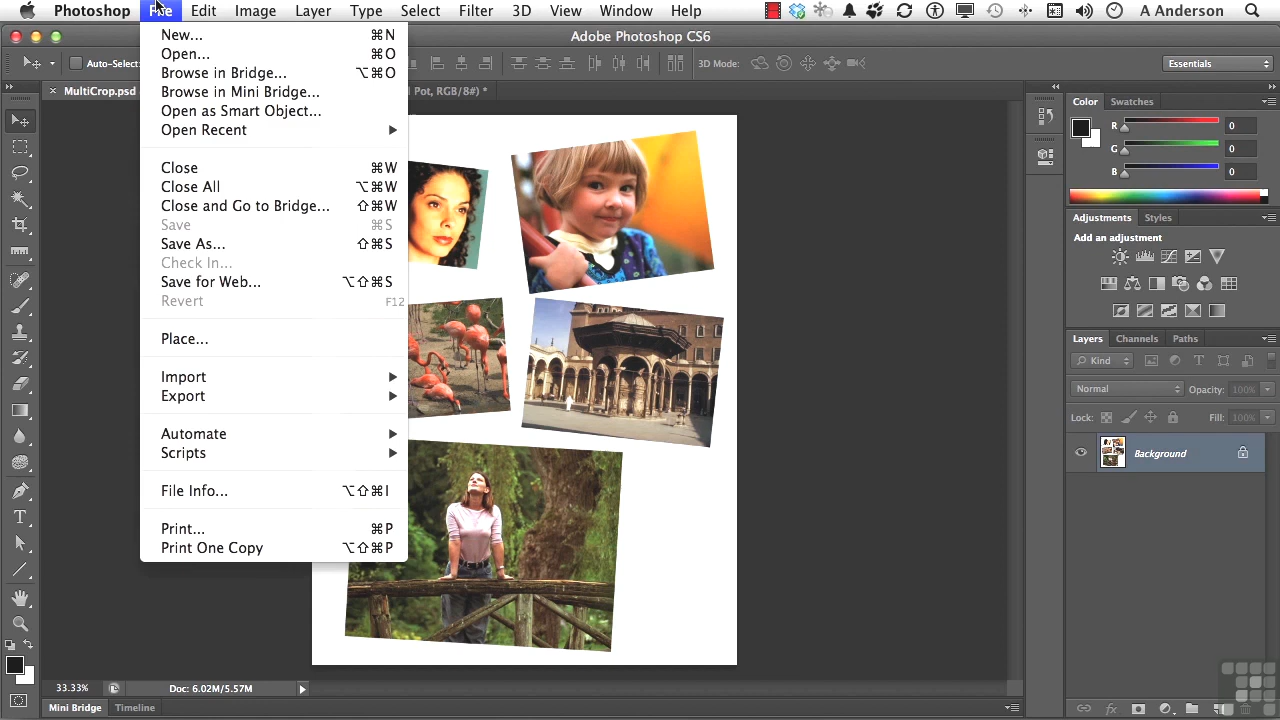 Photoshop File Edit Image Layer Type Select Filter 3D View Window Help A Anderson
Adobe Photoshop CS6
Auto-Select: 3D Mode: Essentials
× MultiCrop.psd l Pot, RGB/8#) *
New... ⌘N
Open... ⌘O
Browse in Bridge... ⌥⌘O
Browse in Mini Bridge...
Open as Smart Object...
Open Recent
Close ⌘W
Close All ⌥⌘W
Close and Go to Bridge... ⇧⌘W
Save ⌘S
Save As... ⇧⌘S
Check In...
Save for Web... ⌥⇧⌘S
Revert F12
Place...
Import
Export
Automate
Scripts
File Info... ⌥⇧⌘I
Print... ⌘P
Print One Copy ⌥⇧⌘P
Color Swatches
R 0
G 0
B 0
Adjustments Styles
Add an adjustment
Layers Channels Paths
Kind
Normal Opacity: 100%
Lock: Fill: 100%
Background
33.33% Doc: 6.02M/5.57M
Mini Bridge Timeline